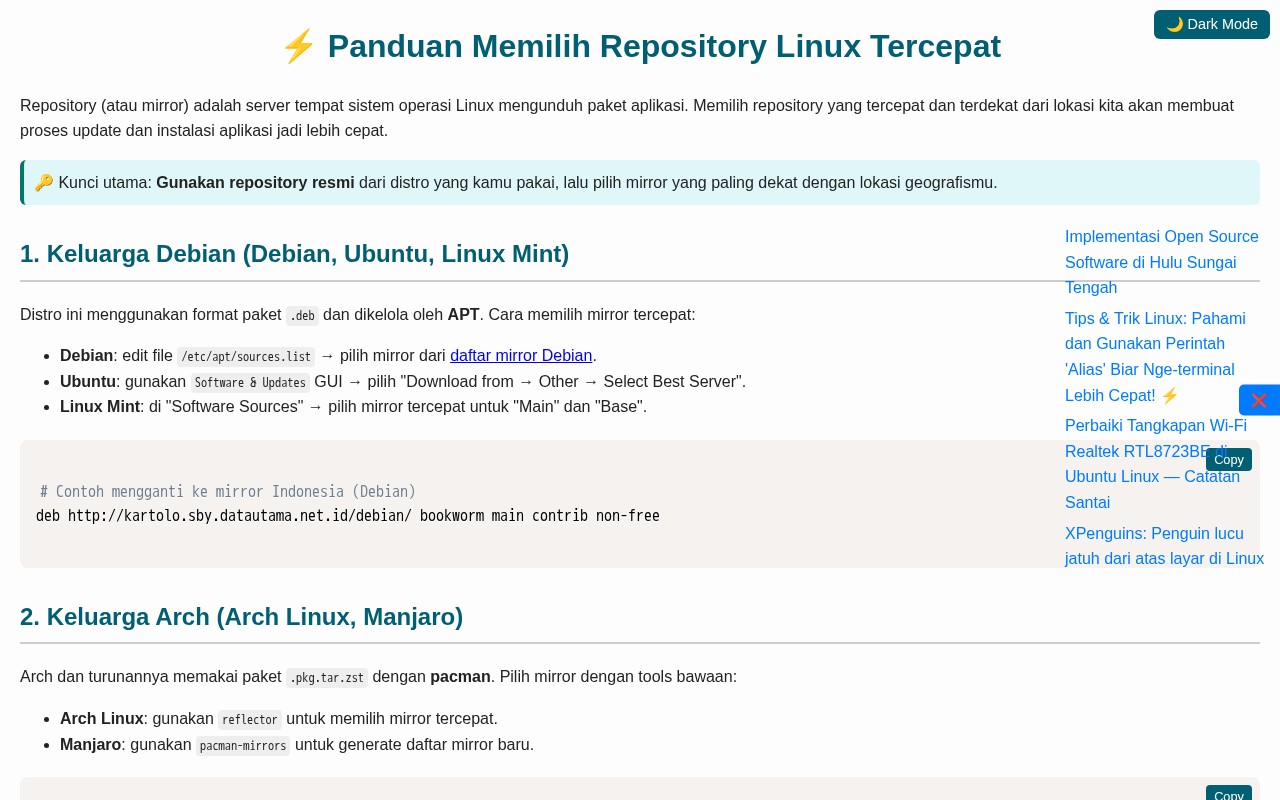 🌙 Dark Mode
⚡ Panduan Memilih Repository Linux Tercepat
Repository (atau mirror) adalah server tempat sistem operasi Linux mengunduh paket aplikasi. Memilih repository yang tercepat dan terdekat dari lokasi kita akan membuat
proses update dan instalasi aplikasi jadi lebih cepat.
🔑 Kunci utama: Gunakan repository resmi dari distro yang kamu pakai, lalu pilih mirror yang paling dekat dengan lokasi geografismu.
1. Keluarga Debian (Debian, Ubuntu, Linux Mint)
Distro ini menggunakan format paket .deb dan dikelola oleh APT. Cara memilih mirror tercepat:
• Debian: edit file /etc/apt/sources.list → pilih mirror dari daftar mirror Debian.
• Ubuntu: gunakan Software & Updates GUI → pilih "Download from → Other → Select Best Server".
• Linux Mint: di "Software Sources" → pilih mirror tercepat untuk "Main" dan "Base".
Copy
# Contoh mengganti ke mirror Indonesia (Debian)
deb http://kartolo.sby.datautama.net.id/debian/ bookworm main contrib non-free
Implementasi Open Source
Software di Hulu Sungai
Tengah
Tips & Trik Linux: Pahami
dan Gunakan Perintah
'Alias' Biar Nge-terminal
Lebih Cepat! ⚡
Perbaiki Tangkapan Wi-Fi
Realtek RTL8723BE di
Ubuntu Linux — Catatan
Santai
XPenguins: Penguin lucu
jatuh dari atas layar di Linux
❌
2. Keluarga Arch (Arch Linux, Manjaro)
Arch dan turunannya memakai paket .pkg.tar.zst dengan pacman. Pilih mirror dengan tools bawaan:
• Arch Linux: gunakan reflector untuk memilih mirror tercepat.
• Manjaro: gunakan pacman-mirrors untuk generate daftar mirror baru.
Copy